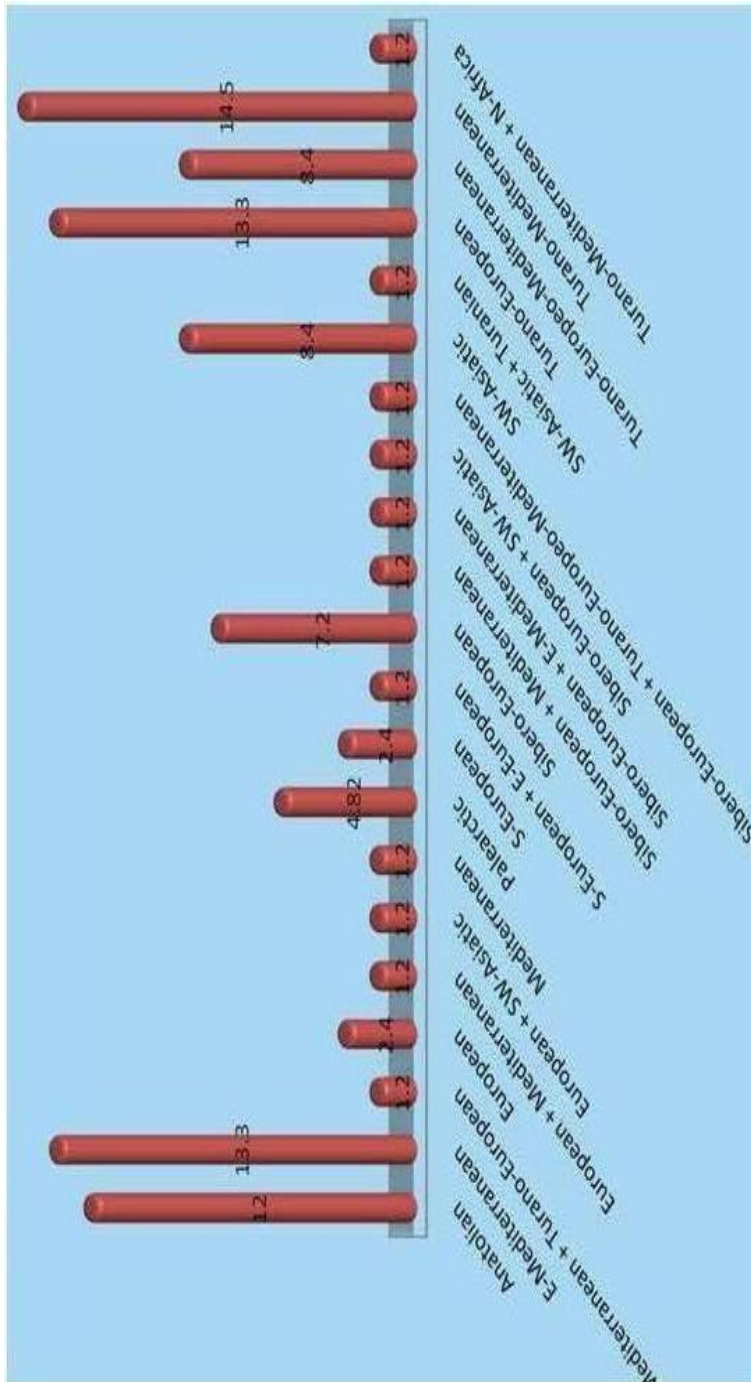 12
13.3
1.2
2.4
1.2
1.2
1.2
4.82
2.4
1.2
7.2
1.2
1.2
1.2
1.2
8.4
1.2
13.3
8.4
14.5
1.2
Anatolian
E-Mediterranean
Mediterranean + Turano-European
European
European + Mediterranean
European + SW-Asiatic
Mediterranean
Palearctic
S-European
S-European + E-European
Sibero-European
Sibero-European + Mediterranean
Sibero-European + E-Mediterranean
Sibero-European + SW-Asiatic
Sibero-European + Turano-Europeo-Mediterranean
SW-Asiatic
SW-Asiatic+ Turanian
Turano-European
Turano-Europeo-Mediterranean
Turano-Mediterranean
Turano-Mediterranean + N-Africa